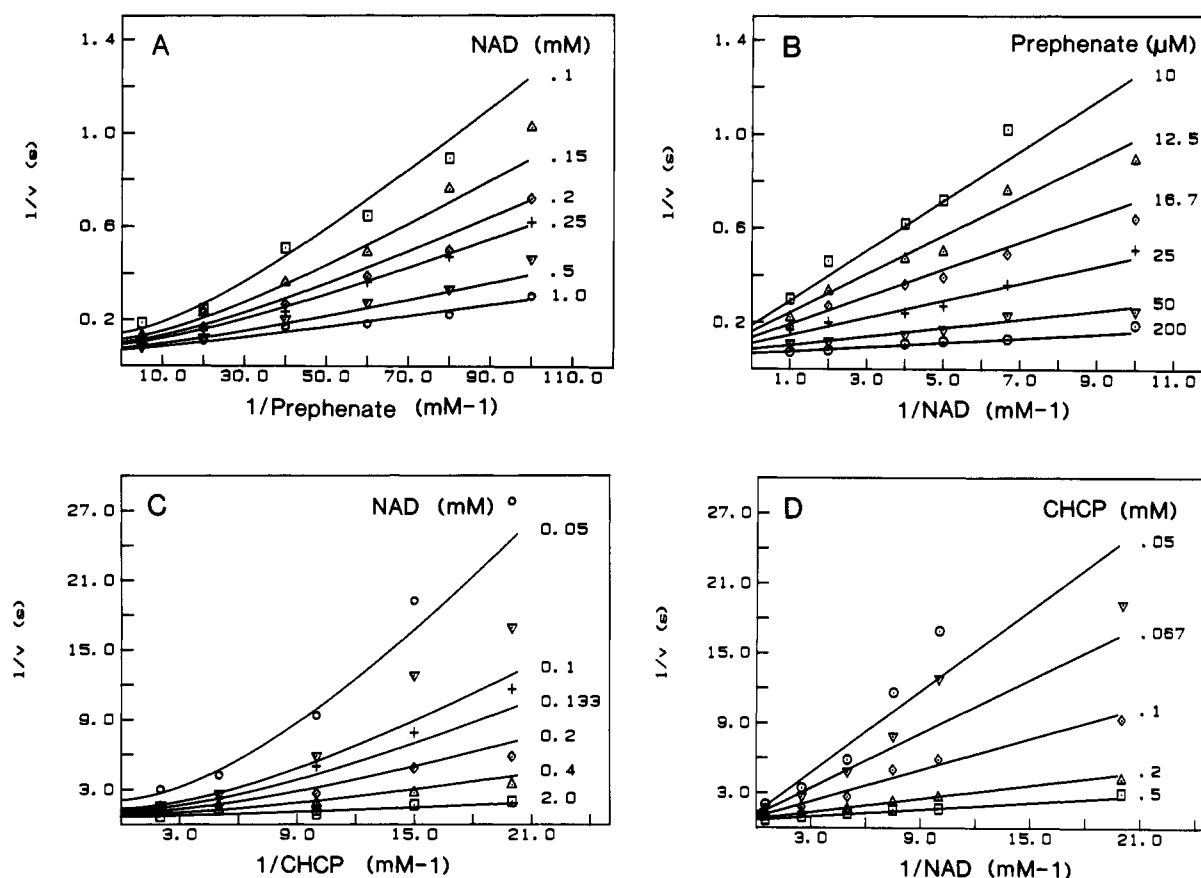 A
NAD (mM)
1.4
1.0
0.6
0.2
1/v (s)
.1
.15
.2
.25
.5
1.0
10.0 30.0 50.0 70.0 90.0 110.0
1/Prephenate (mM-1)
B
Prephenate (µM)
1.4
1.0
0.6
0.2
1/v (s)
10
12.5
16.7
25
50
200
1.0 3.0 5.0 7.0 9.0 11.0
1/NAD (mM-1)
C
NAD (mM)
27.0
21.0
15.0
9.0
3.0
1/v (s)
0.05
0.1
0.133
0.2
0.4
2.0
3.0 9.0 15.0 21.0
1/CHCP (mM-1)
D
CHCP (mM)
27.0
21.0
15.0
9.0
3.0
1/v (s)
.05
.067
.1
.2
.5
3.0 9.0 15.0 21.0
1/NAD (mM-1)